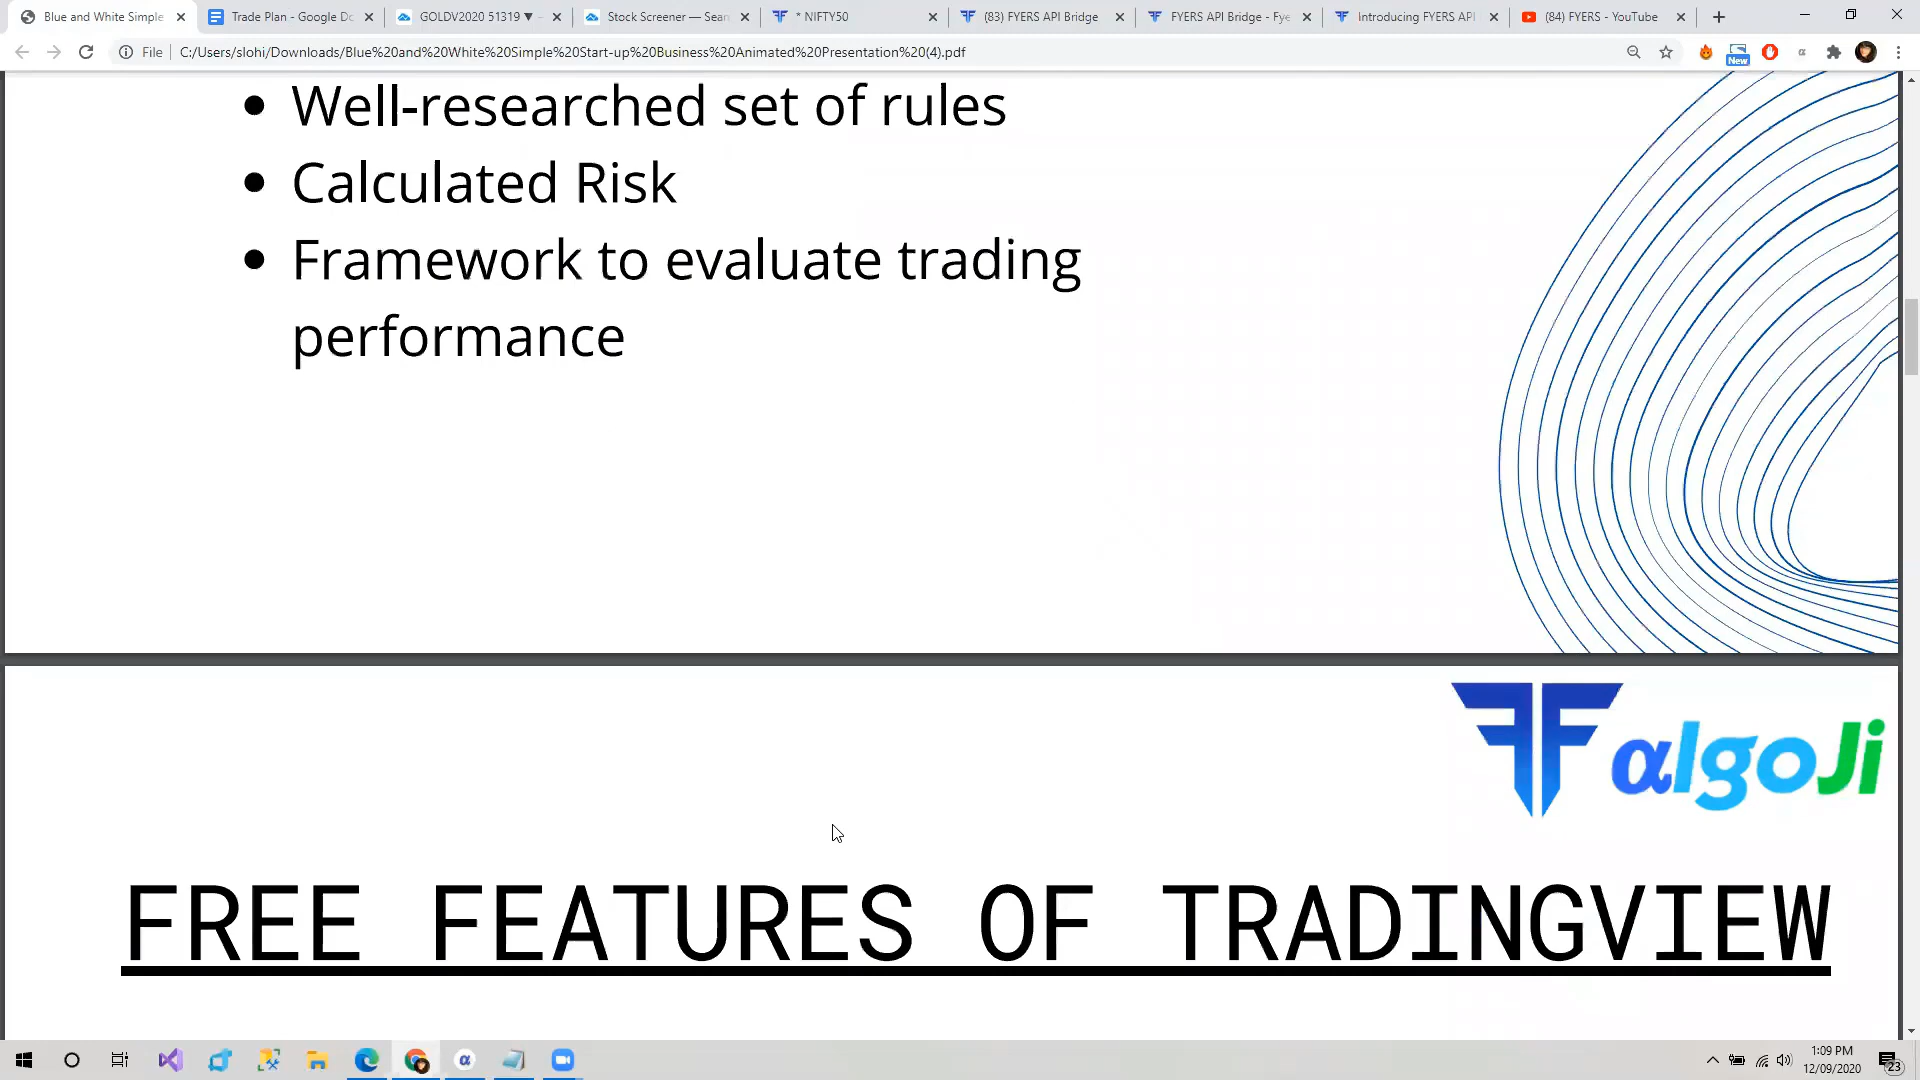 Blue and White Simple
Trade Plan - Google Do
GOLDV2020 51319 ▼ -
Stock Screener — Sear
* NIFTY50
(83) FYERS API Bridge
FYERS API Bridge - Fye
Introducing FYERS API
(84) FYERS - YouTube
File
C:/Users/slohi/Downloads/Blue%20and%20White%20Simple%20Start-up%20Business%20Animated%20Presentation%20(4).pdf
New
• Well-researched set of rules
• Calculated Risk
• Framework to evaluate trading
performance
αlgoJi
FREE FEATURES OF TRADINGVIEW
1:09 PM
12/09/2020
23